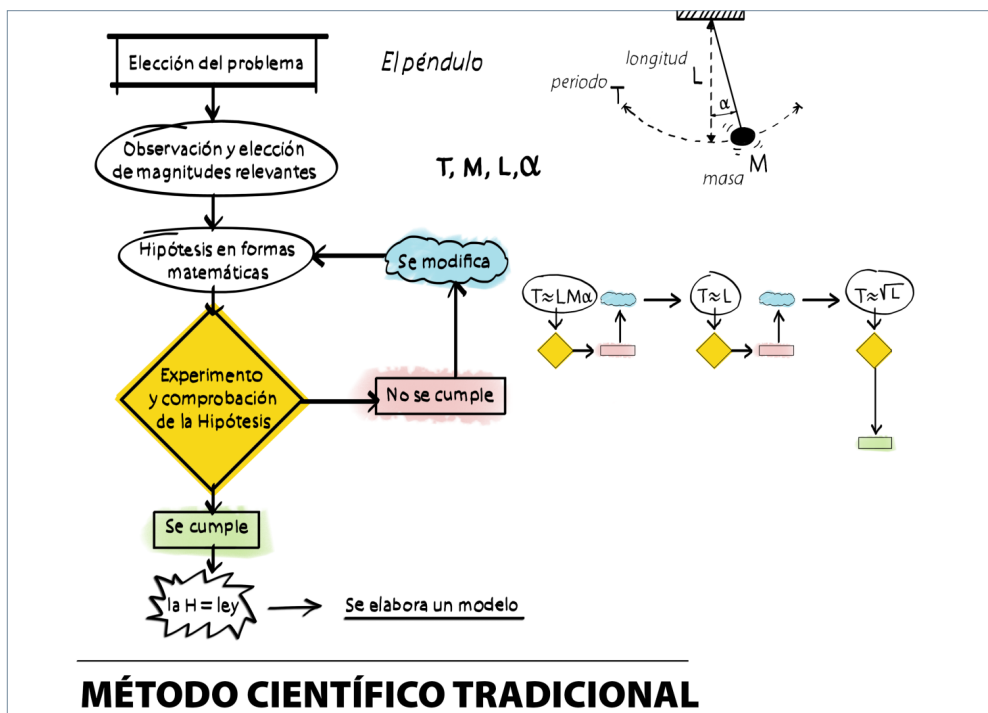 Elección del problema
El péndulo
longitud
L
periodo T
α
M
masa
Observación y elección
de magnitudes relevantes
T, M, L, α
Hipótesis en formas
matemáticas
Se modifica
T≈LMα
T≈L
T≈√L
Experimento
y comprobación
de la Hipótesis
No se cumple
Se cumple
la H = ley
Se elabora un modelo
MÉTODO CIENTÍFICO TRADICIONAL